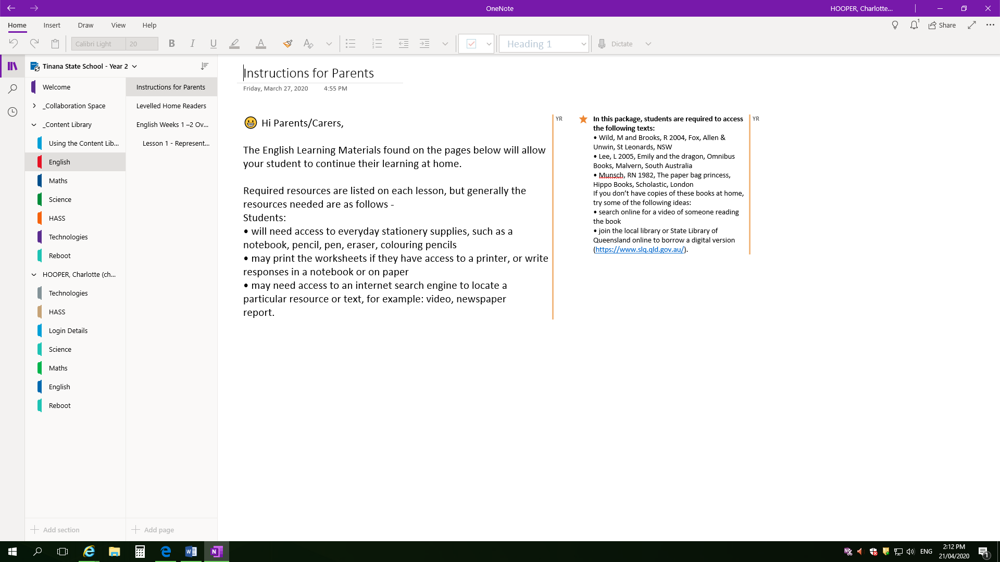 OneNote
HOOPER, Charlotte...
Home
Insert
Draw
View
Help
1
Share
Calibri Light
20
B
I
U
A
A
Heading 1
Dictate
Tinana State School - Year 2
Welcome
_Collaboration Space
_Content Library
Using the Content Lib...
English
Maths
Science
HASS
Technologies
Reboot
HOOPER, Charlotte (ch...
Technologies
HASS
Login Details
Science
Maths
English
Reboot
Add section
Instructions for Parents
Levelled Home Readers
English Weeks 1 –2 Ov...
Lesson 1 - Represent...
Add page
Instructions for Parents
Friday, March 27, 2020
4:55 PM
Hi Parents/Carers,
The English Learning Materials found on the pages below will allow
your student to continue their learning at home.
Required resources are listed on each lesson, but generally the
resources needed are as follows -
Students:
• will need access to everyday stationery supplies, such as a
notebook, pencil, pen, eraser, colouring pencils
• may print the worksheets if they have access to a printer, or write
responses in a notebook or on paper
• may need access to an internet search engine to locate a
particular resource or text, for example: video, newspaper
report.
YR
In this package, students are required to access
the following texts:
• Wild, M and Brooks, R 2004, Fox, Allen &
Unwin, St Leonards, NSW
• Lee, L 2005, Emily and the dragon, Omnibus
Books, Malvern, South Australia
• Munsch, RN 1982, The paper bag princess,
Hippo Books, Scholastic, London
If you don’t have copies of these books at home,
try some of the following ideas:
• search online for a video of someone reading
the book
• join the local library or State Library of
Queensland online to borrow a digital version
(https://www.slq.qld.gov.au/).
YR
ENG
2:12 PM
21/04/2020
1